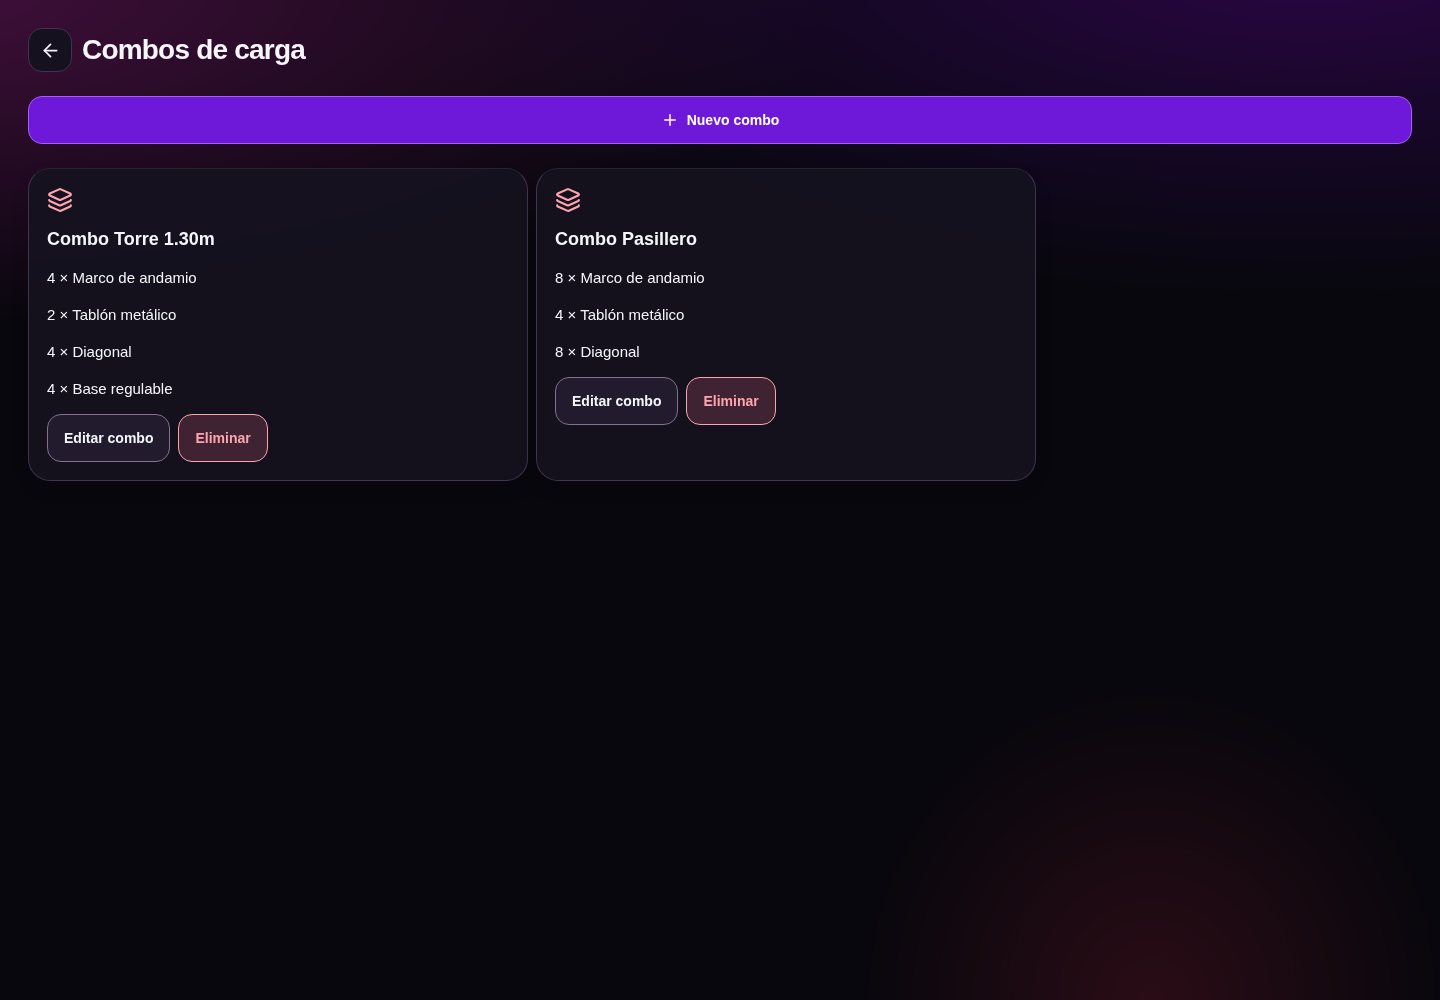 Combos de carga
Nuevo combo
Combo Torre 1.30m
4 × Marco de andamio
2 × Tablón metálico
4 × Diagonal
4 × Base regulable
Editar combo
Eliminar
Combo Pasillero
8 × Marco de andamio
4 × Tablón metálico
8 × Diagonal
Editar combo
Eliminar